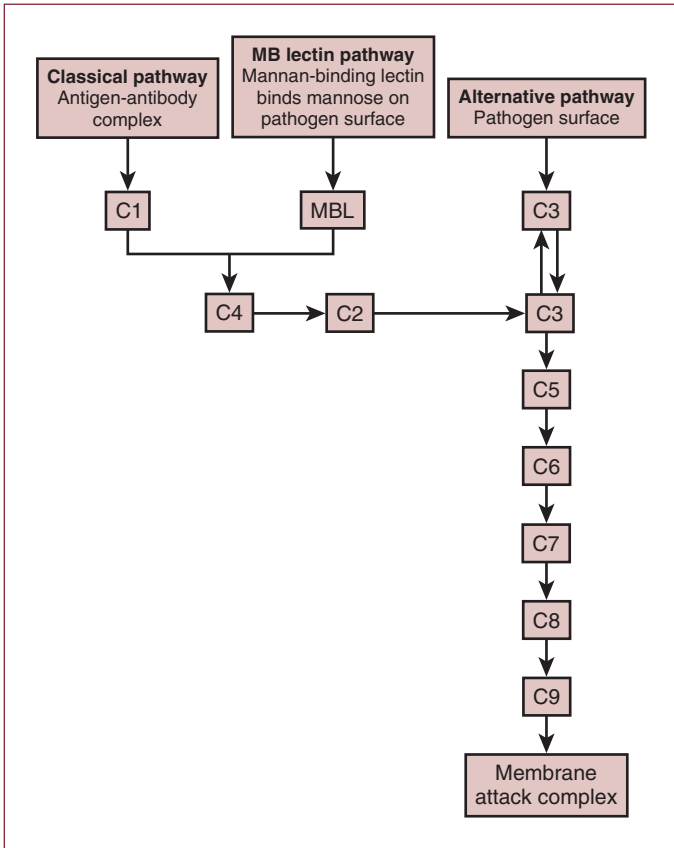 Classical pathway
Antigen-antibody
complex
MB lectin pathway
Mannan-binding lectin
binds mannose on
pathogen surface
Alternative pathway
Pathogen surface
C1
MBL
C3
C4
C2
C3
C5
C6
C7
C8
C9
Membrane
attack complex